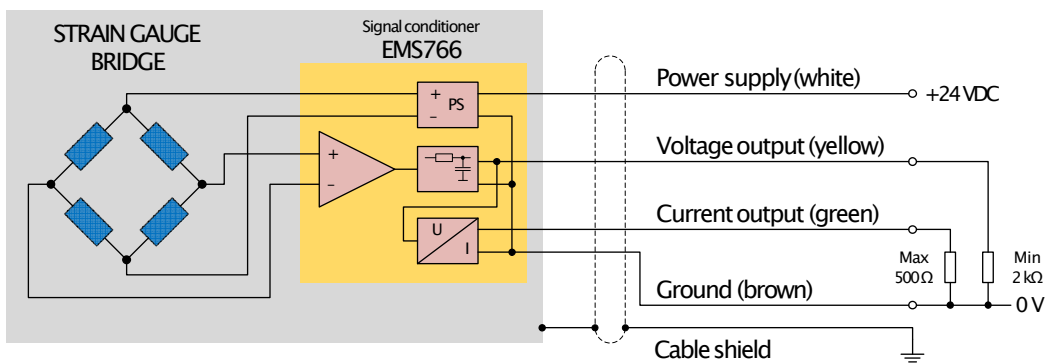 STRAIN GAUGE
BRIDGE
Signal conditioner
EMS766
+
-
PS
+
-
U
I
Power supply (white)
+24 VDC
Voltage output (yellow)
Current output (green)
Max
500 Ω
Min
2 kΩ
Ground (brown)
0 V
Cable shield